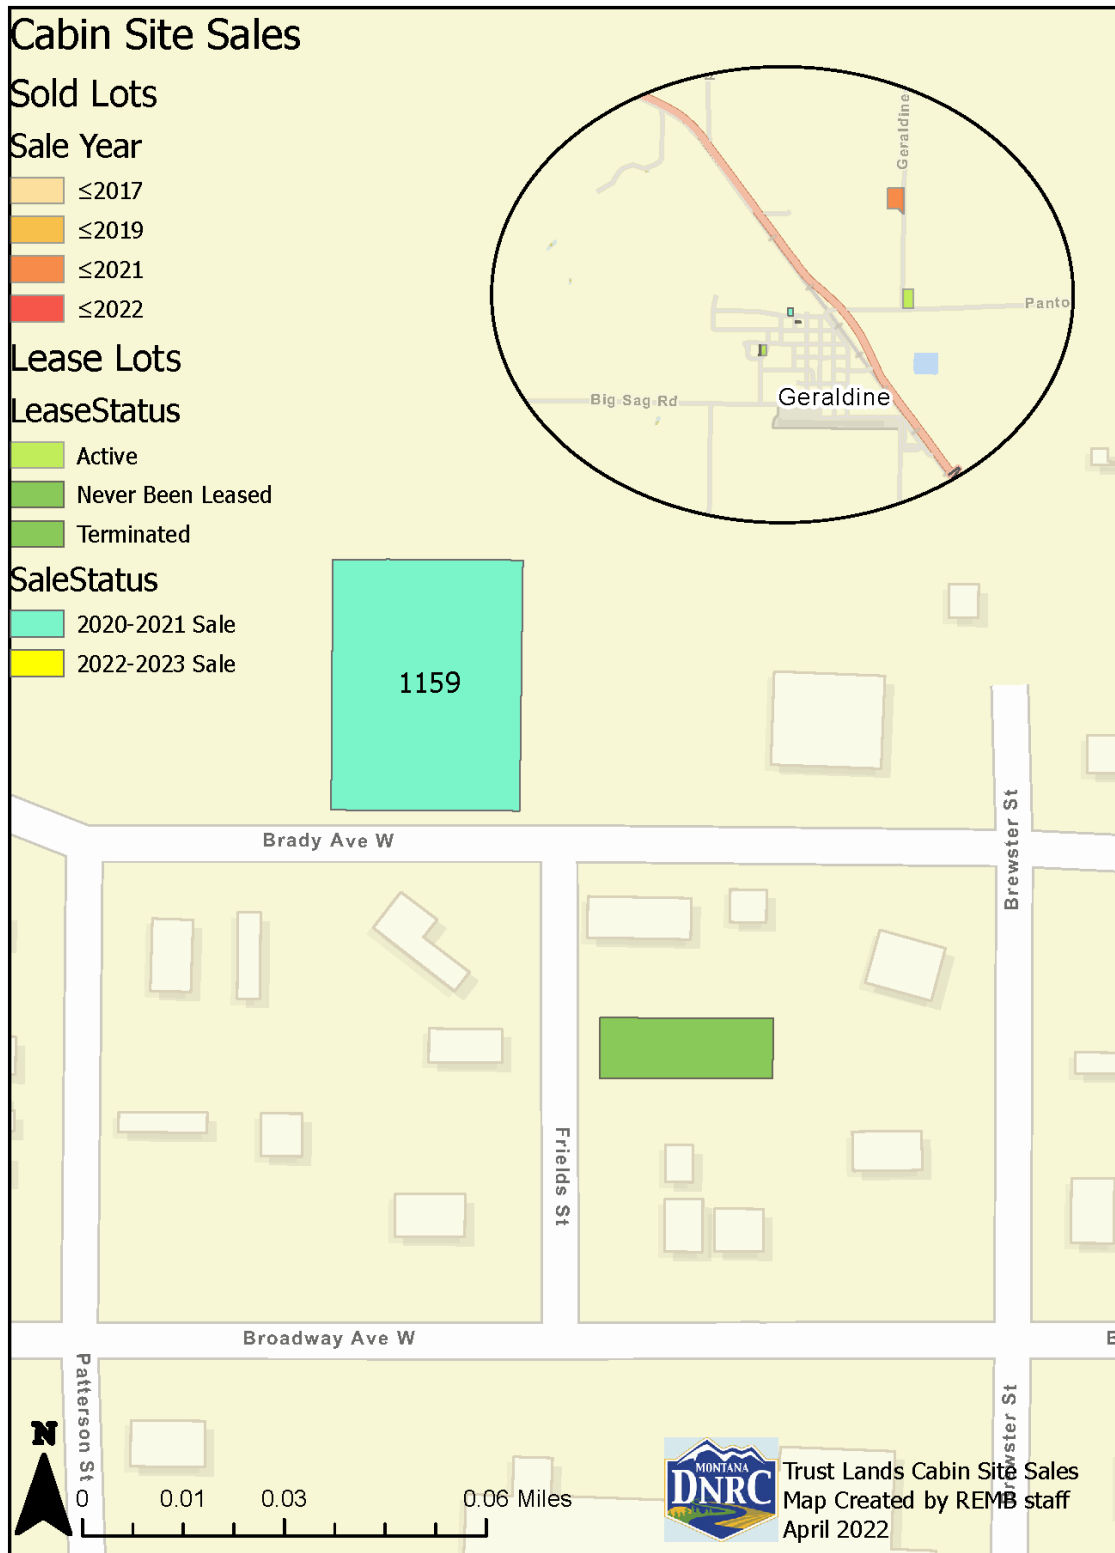 Cabin Site Sales
Sold Lots
Sale Year
≤2017
≤2019
≤2021
≤2022
Lease Lots
LeaseStatus
Active
Never Been Leased
Terminated
SaleStatus
2020-2021 Sale
2022-2023 Sale
Geraldine
Panto
Big Sag Rd
Geraldine
1159
Brady Ave W
Brewster St
Frields St
Broadway Ave W
Patterson St
Brewster St
N
0 0.01 0.03 0.06 Miles
MONTANA
DNRC
Trust Lands Cabin Site Sales
Map Created by REMB staff
April 2022